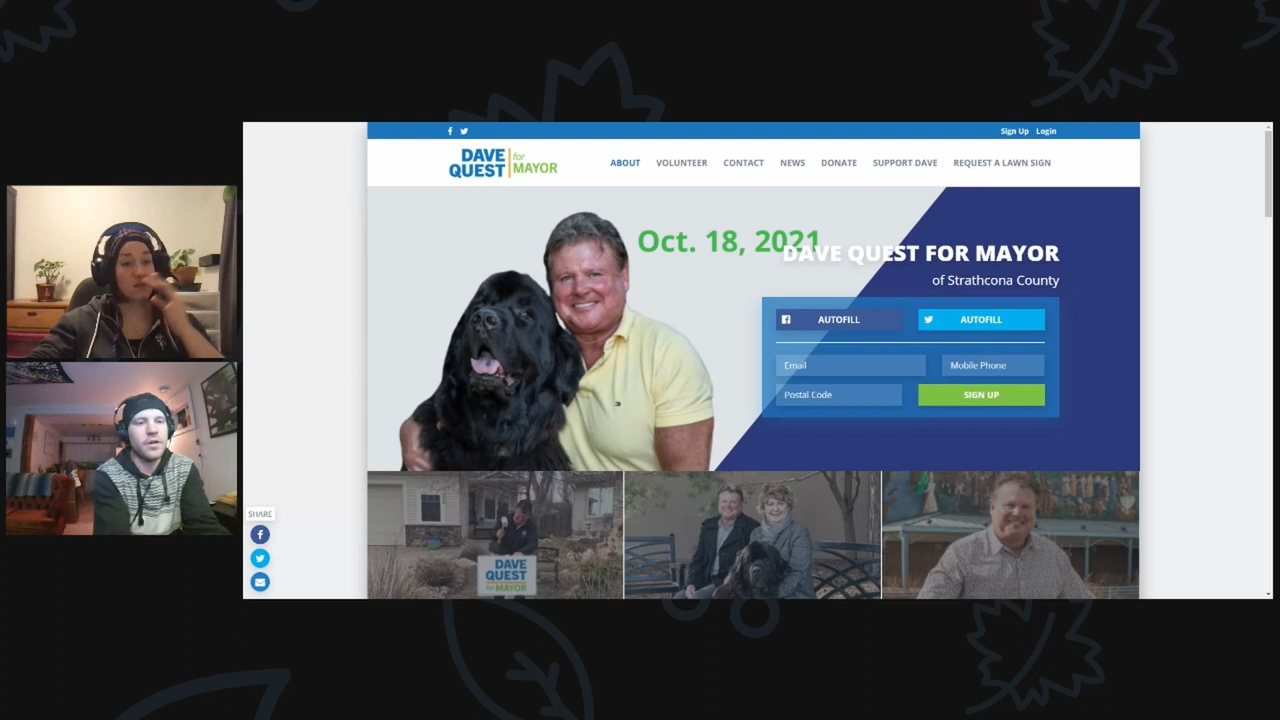 Sign Up Login
DAVE
QUEST
for
MAYOR
ABOUT VOLUNTEER CONTACT NEWS DONATE SUPPORT DAVE REQUEST A LAWN SIGN
Oct. 18, 2021
DAVE QUEST FOR MAYOR
of Strathcona County
AUTOFILL AUTOFILL
Email Mobile Phone
Postal Code SIGN UP
SHARE
DAVE
QUEST
for MAYOR